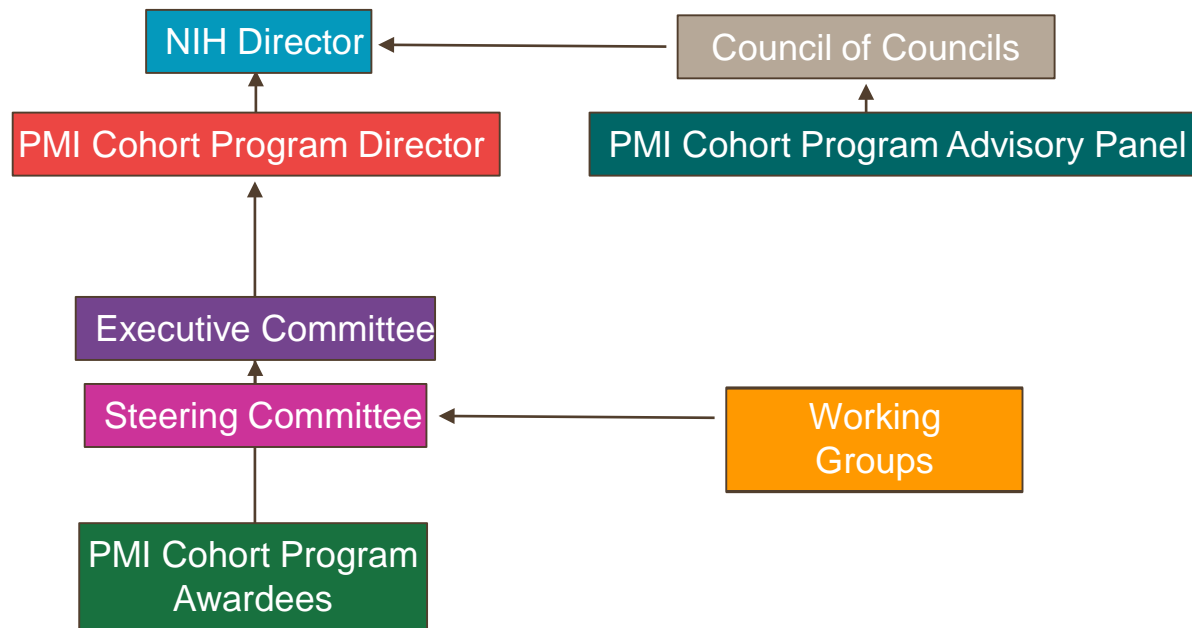 NIH Director
Council of Councils
PMI Cohort Program Director
PMI Cohort Program Advisory Panel
Executive Committee
Steering Committee
Working
Groups
PMI Cohort Program
Awardees